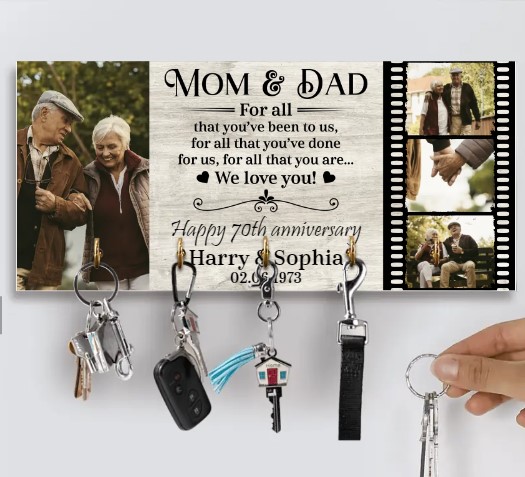 MOM & DAD
For all
that you've been to us,
for all that you've done
for us, for all that you are...
We love you!
Happy 70th anniversary
Harry & Sophia
1973